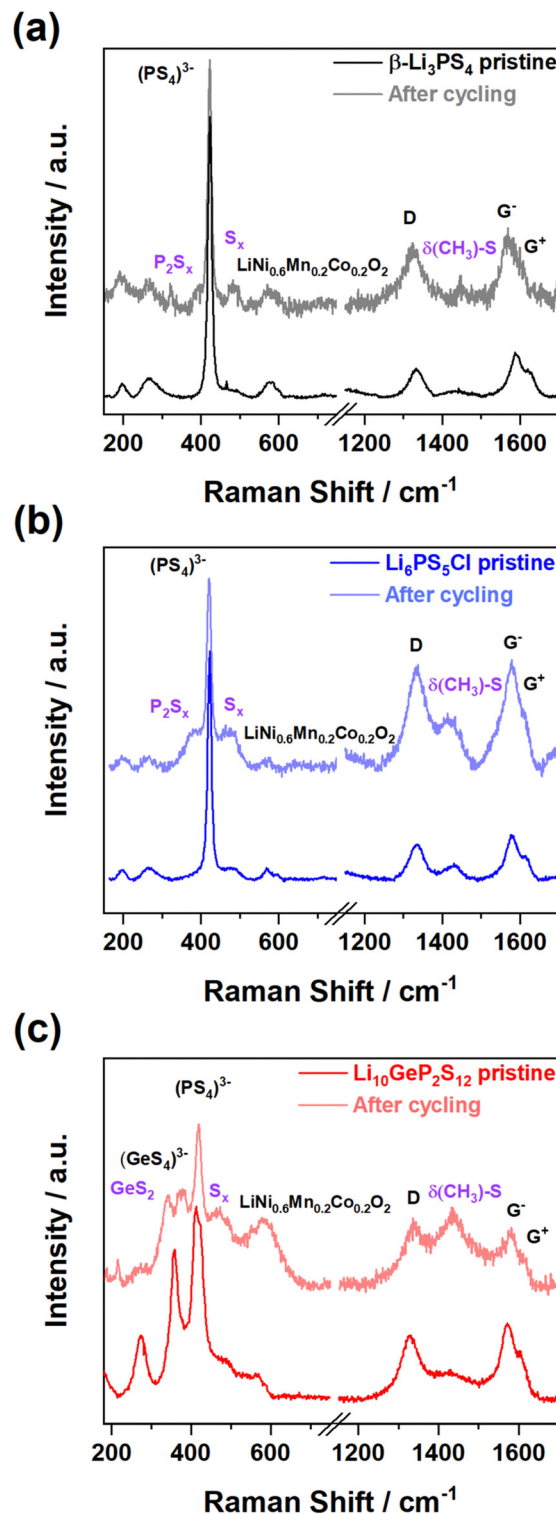 (a)
β-Li₃PS₄ pristine
After cycling
(PS₄)³⁻
P₂Sₓ
Sₓ
LiNi₀.₆Mn₀.₂Co₀.₂O₂
D
δ(CH₃)-S
G⁻
G⁺
Intensity / a.u.
200 400 600 1200 1400 1600
Raman Shift / cm⁻¹
(b)
Li₆PS₅Cl pristine
After cycling
(PS₄)³⁻
P₂Sₓ
Sₓ
LiNi₀.₆Mn₀.₂Co₀.₂O₂
D
δ(CH₃)-S
G⁻
G⁺
Intensity / a.u.
200 400 600 1200 1400 1600
Raman Shift / cm⁻¹
(c)
Li₁₀GeP₂S₁₂ pristine
After cycling
(PS₄)³⁻
(GeS₄)³⁻
GeS₂
Sₓ
LiNi₀.₆Mn₀.₂Co₀.₂O₂
D
δ(CH₃)-S
G⁻
G⁺
Intensity / a.u.
200 400 600 1200 1400 1600
Raman Shift / cm⁻¹